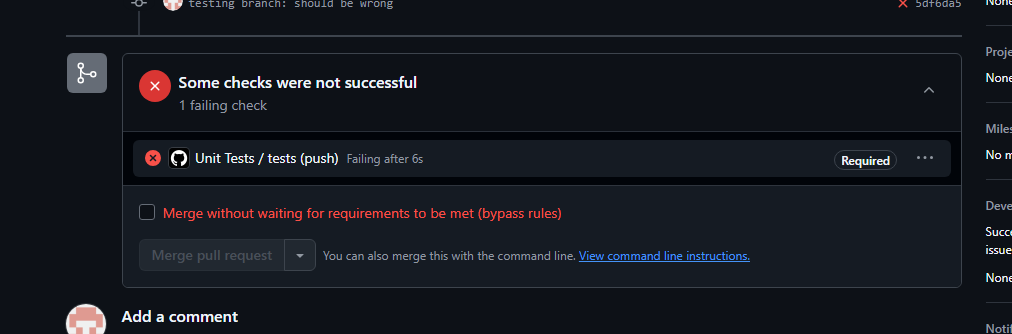 testing branch: should be wrong
5df6da5
None
Some checks were not successful
1 failing check
Unit Tests / tests (push)
Failing after 6s
Required
Merge without waiting for requirements to be met (bypass rules)
Merge pull request
You can also merge this with the command line. View command line instructions.
Add a comment
Proje
None
Miles
No m
Deve
Succe
issue
None
Notif